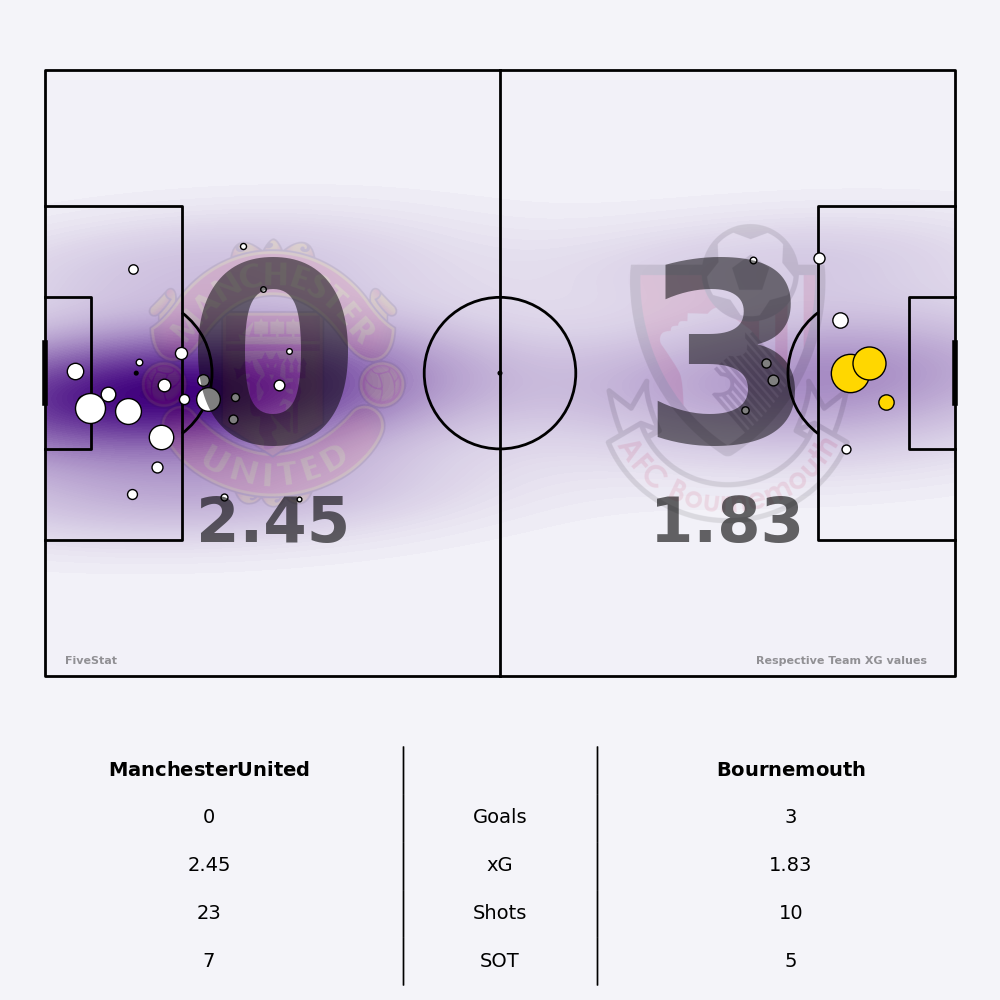 MANCHESTER
UNITED
0
2.45
3
AFC Bournemouth
1.83
FiveStat
Respective Team XG values
ManchesterUnited Bournemouth
0 Goals 3
2.45 xG 1.83
23 Shots 10
7 SOT 5